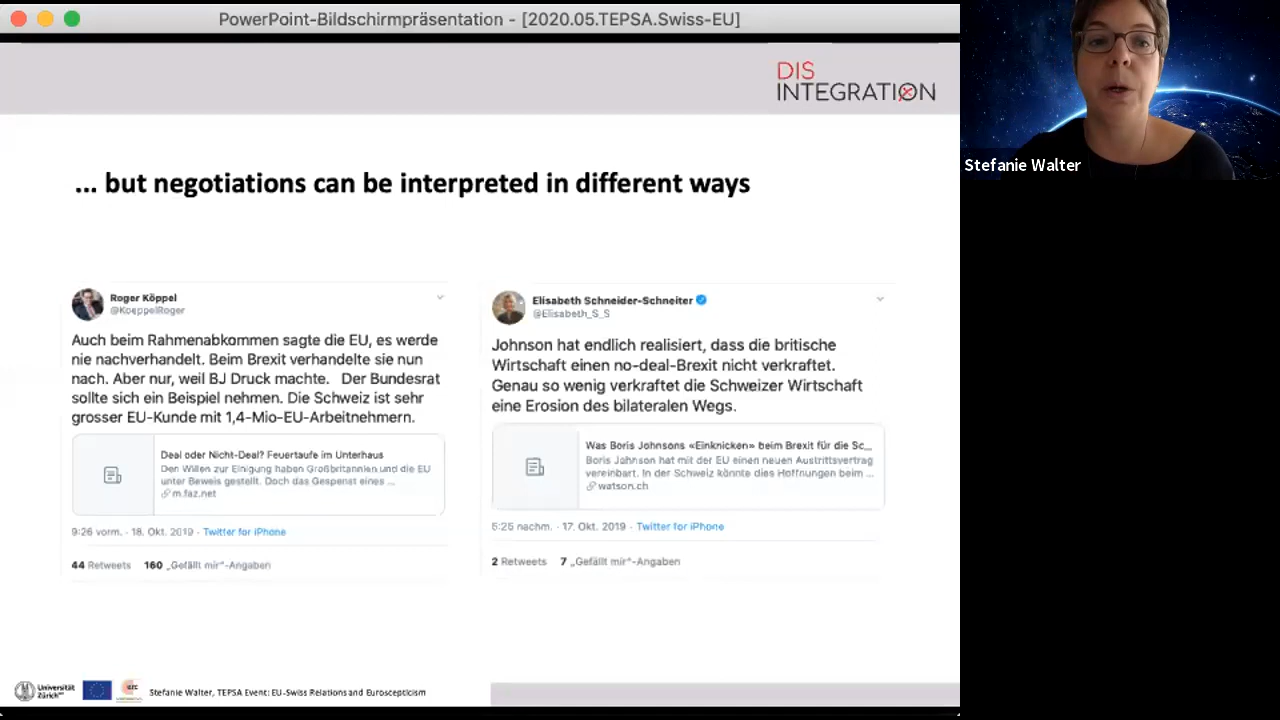 PowerPoint-Bildschirmpräsentation - [2020.05.TEPSA.Swiss-EU]
DIS
INTEGRATION
... but negotiations can be interpreted in different ways
Roger Köppel
@KoeppelRoger
Auch beim Rahmenabkommen sagte die EU, es werde
nie nachverhandelt. Beim Brexit verhandelte sie nun
nach. Aber nur, weil BJ Druck machte. Der Bundesrat
sollte sich ein Beispiel nehmen. Die Schweiz ist sehr
grosser EU-Kunde mit 1,4-Mio-EU-Arbeitnehmern.
Deal oder Nicht-Deal? Feuertaufe im Unterhaus
Den Willen zur Einigung haben Großbritannien und die EU
unter Beweis gestellt. Doch das Gespenst eines ...
m.faz.net
9:26 vorm. · 18. Okt. 2019 · Twitter for iPhone
44 Retweets 160 „Gefällt mir“-Angaben
Elisabeth Schneider-Schneiter
@Elisabeth_S_S
Johnson hat endlich realisiert, dass die britische
Wirtschaft einen no-deal-Brexit nicht verkraftet.
Genau so wenig verkraftet die Schweizer Wirtschaft
eine Erosion des bilateralen Wegs.
Was Boris Johnsons «Einknicken» beim Brexit für die Sc...
Boris Johnson hat mit der EU einen neuen Austrittsvertrag
vereinbart. In der Schweiz könnte dies Hoffnungen beim ...
watson.ch
5:25 nachm. · 17. Okt. 2019 · Twitter for iPhone
2 Retweets 7 „Gefällt mir“-Angaben
Universität
Zürich
erc
Stefanie Walter, TEPSA Event: EU-Swiss Relations and Euroscepticism
Stefanie Walter